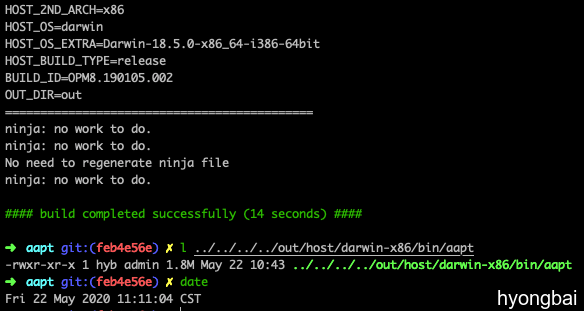 HOST_2ND_ARCH=x86
HOST_OS=darwin
HOST_OS_EXTRA=Darwin-18.5.0-x86_64-i386-64bit
HOST_BUILD_TYPE=release
BUILD_ID=OPM8.190105.002
OUT_DIR=out
============================================
ninja: no work to do.
ninja: no work to do.
No need to regenerate ninja file
ninja: no work to do.
#### build completed successfully (14 seconds) ####
➜ aapt git:(feb4e56e) ✗ l ../../../../out/host/darwin-x86/bin/aapt
-rwxr-xr-x 1 hyb admin 1.8M May 22 10:43 ../../../../out/host/darwin-x86/bin/aapt
➜ aapt git:(feb4e56e) ✗ date
Fri 22 May 2020 11:11:04 CST
hyongbai